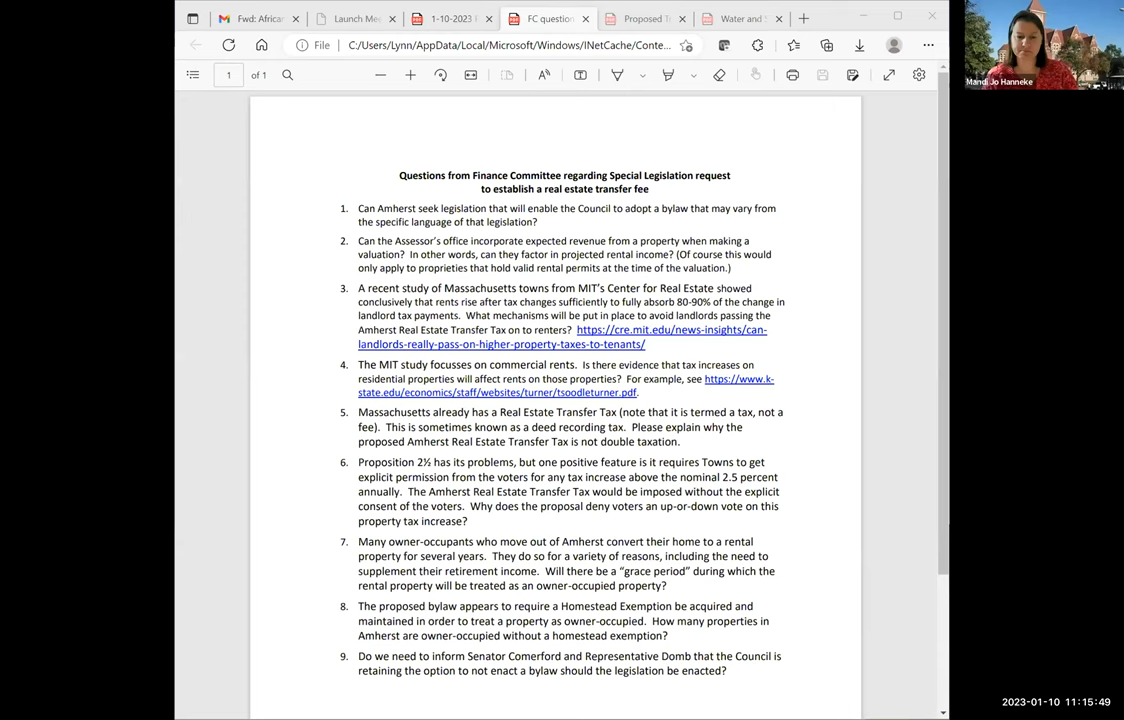 Fwd: African
Launch Me
1-10-2023
FC question
Proposed T
Water and
File
C:/Users/Lynn/AppData/Local/Microsoft/Windows/INetCache/Conte...
1 of 1
Mandi Jo Hanneke
Questions from Finance Committee regarding Special Legislation request
to establish a real estate transfer fee
1. Can Amherst seek legislation that will enable the Council to adopt a bylaw that may vary from
the specific language of that legislation?
2. Can the Assessor's office incorporate expected revenue from a property when making a
valuation? In other words, can they factor in projected rental income? (Of course this would
only apply to proprieties that hold valid rental permits at the time of the valuation.)
3. A recent study of Massachusetts towns from MIT's Center for Real Estate showed
conclusively that rents rise after tax changes sufficiently to fully absorb 80-90% of the change in
landlord tax payments. What mechanisms will be put in place to avoid landlords passing the
Amherst Real Estate Transfer Tax on to renters? https://cre.mit.edu/news-insights/can-
landlords-really-pass-on-higher-property-taxes-to-tenants/
4. The MIT study focusses on commercial rents. Is there evidence that tax increases on
residential properties will affect rents on those properties? For example, see https://www.k-
state.edu/economics/staff/websites/turner/tsoodleturner.pdf.
5. Massachusetts already has a Real Estate Transfer Tax (note that it is termed a tax, not a
fee). This is sometimes known as a deed recording tax. Please explain why the
proposed Amherst Real Estate Transfer Tax is not double taxation.
6. Proposition 2½ has its problems, but one positive feature is it requires Towns to get
explicit permission from the voters for any tax increase above the nominal 2.5 percent
annually. The Amherst Real Estate Transfer Tax would be imposed without the explicit
consent of the voters. Why does the proposal deny voters an up-or-down vote on this
property tax increase?
7. Many owner-occupants who move out of Amherst convert their home to a rental
property for several years. They do so for a variety of reasons, including the need to
supplement their retirement income. Will there be a "grace period" during which the
rental property will be treated as an owner-occupied property?
8. The proposed bylaw appears to require a Homestead Exemption be acquired and
maintained in order to treat a property as owner-occupied. How many properties in
Amherst are owner-occupied without a homestead exemption?
9. Do we need to inform Senator Comerford and Representative Domb that the Council is
retaining the option to not enact a bylaw should the legislation be enacted?
2023-01-10 11:15:49